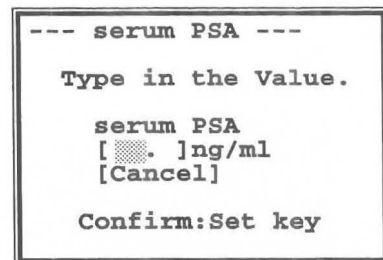 --- serum PSA ---
Type in the Value.
serum PSA
[ . ]ng/ml
[Cancel]
Confirm:Set key